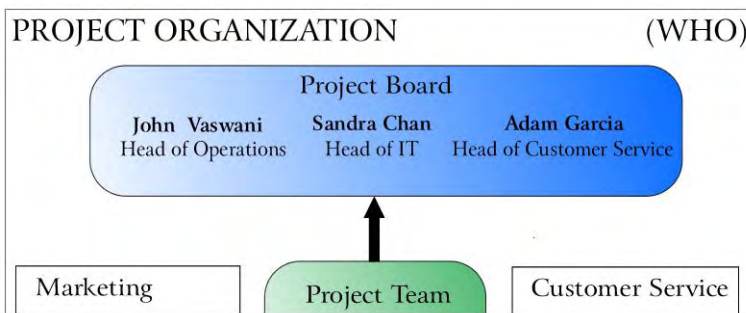 PROJECT ORGANIZATION (WHO)
Project Board
John Vaswani Sandra Chan Adam Garcia
Head of Operations Head of IT Head of Customer Service
Marketing Project Team Customer Service